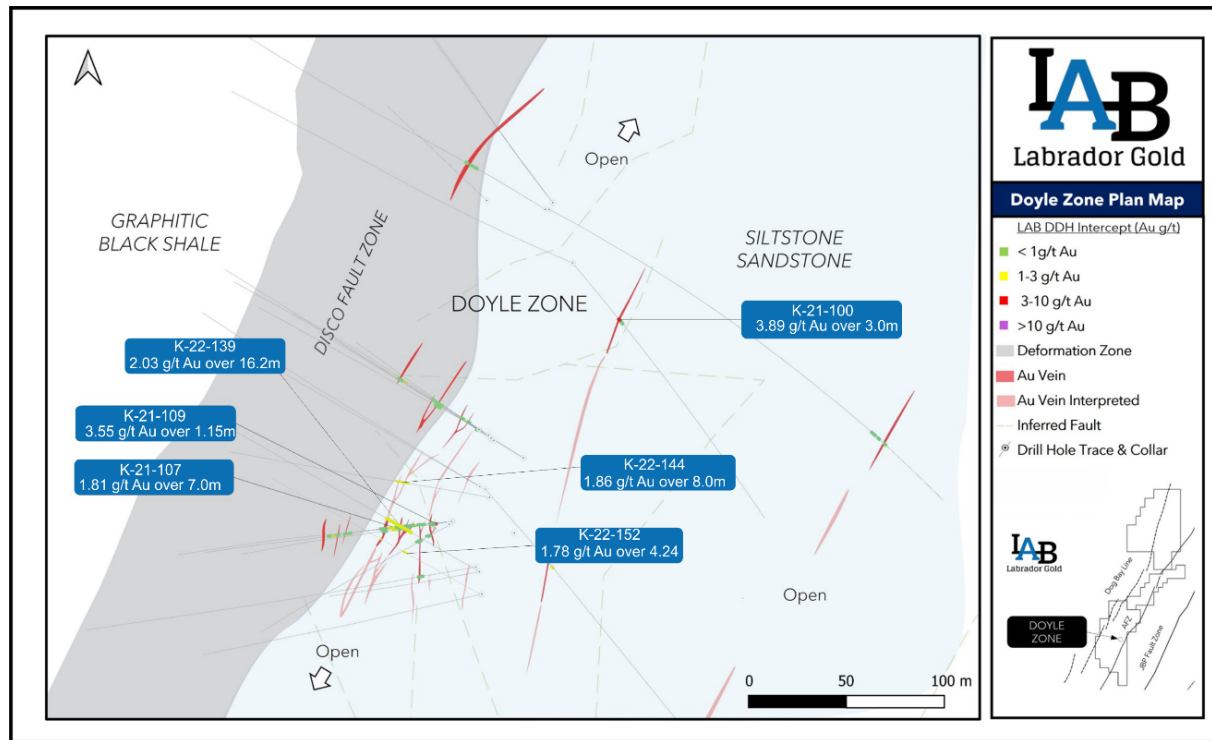 Open
GRAPHITIC
BLACK SHALE
DISCO FAULT ZONE
SILTSTONE
SANDSTONE
DOYLE ZONE
K-21-100
3.89 g/t Au over 3.0m
K-22-139
2.03 g/t Au over 16.2m
K-21-109
3.55 g/t Au over 1.15m
K-21-107
1.81 g/t Au over 7.0m
K-22-144
1.86 g/t Au over 8.0m
K-22-152
1.78 g/t Au over 4.24
Open
Open
0 50 100 m
LAB
Labrador Gold
Doyle Zone Plan Map
LAB DDH Intercept (Au g/t)
< 1g/t Au
1-3 g/t Au
3-10 g/t Au
>10 g/t Au
Deformation Zone
Au Vein
Au Vein Interpreted
Inferred Fault
Drill Hole Trace & Collar
LAB
Labrador Gold
Dog Bay Line
AFZ
JBP Fault Zone
DOYLE
ZONE